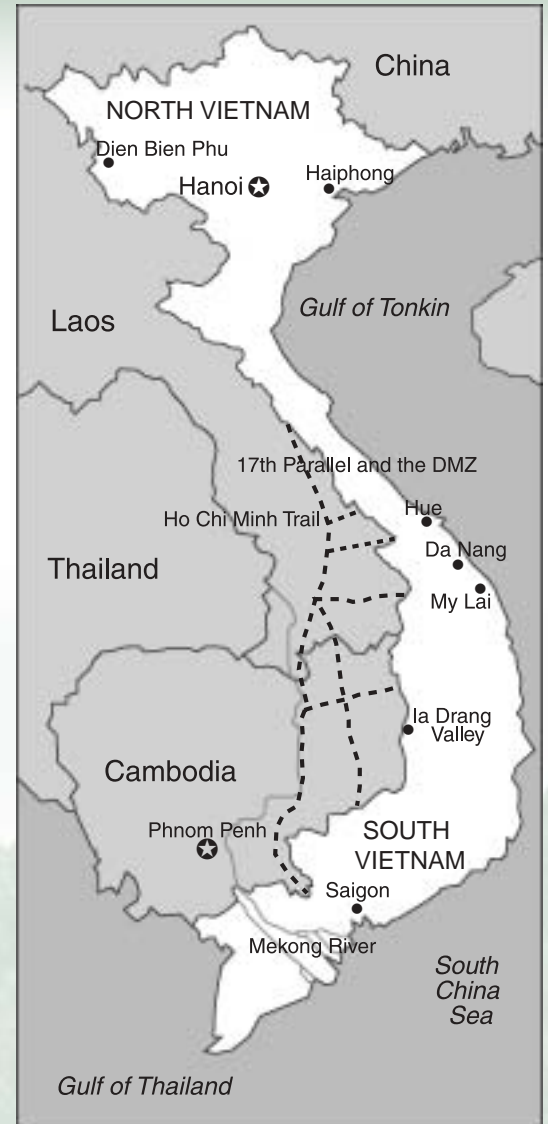 China
NORTH VIETNAM
Dien Bien Phu
Hanoi
Haiphong
Gulf of Tonkin
Laos
17th Parallel and the DMZ
Ho Chi Minh Trail
Hue
Da Nang
Thailand
My Lai
Ia Drang
Valley
Cambodia
Phnom Penh
SOUTH
VIETNAM
Saigon
Mekong River
South
China
Sea
Gulf of Thailand